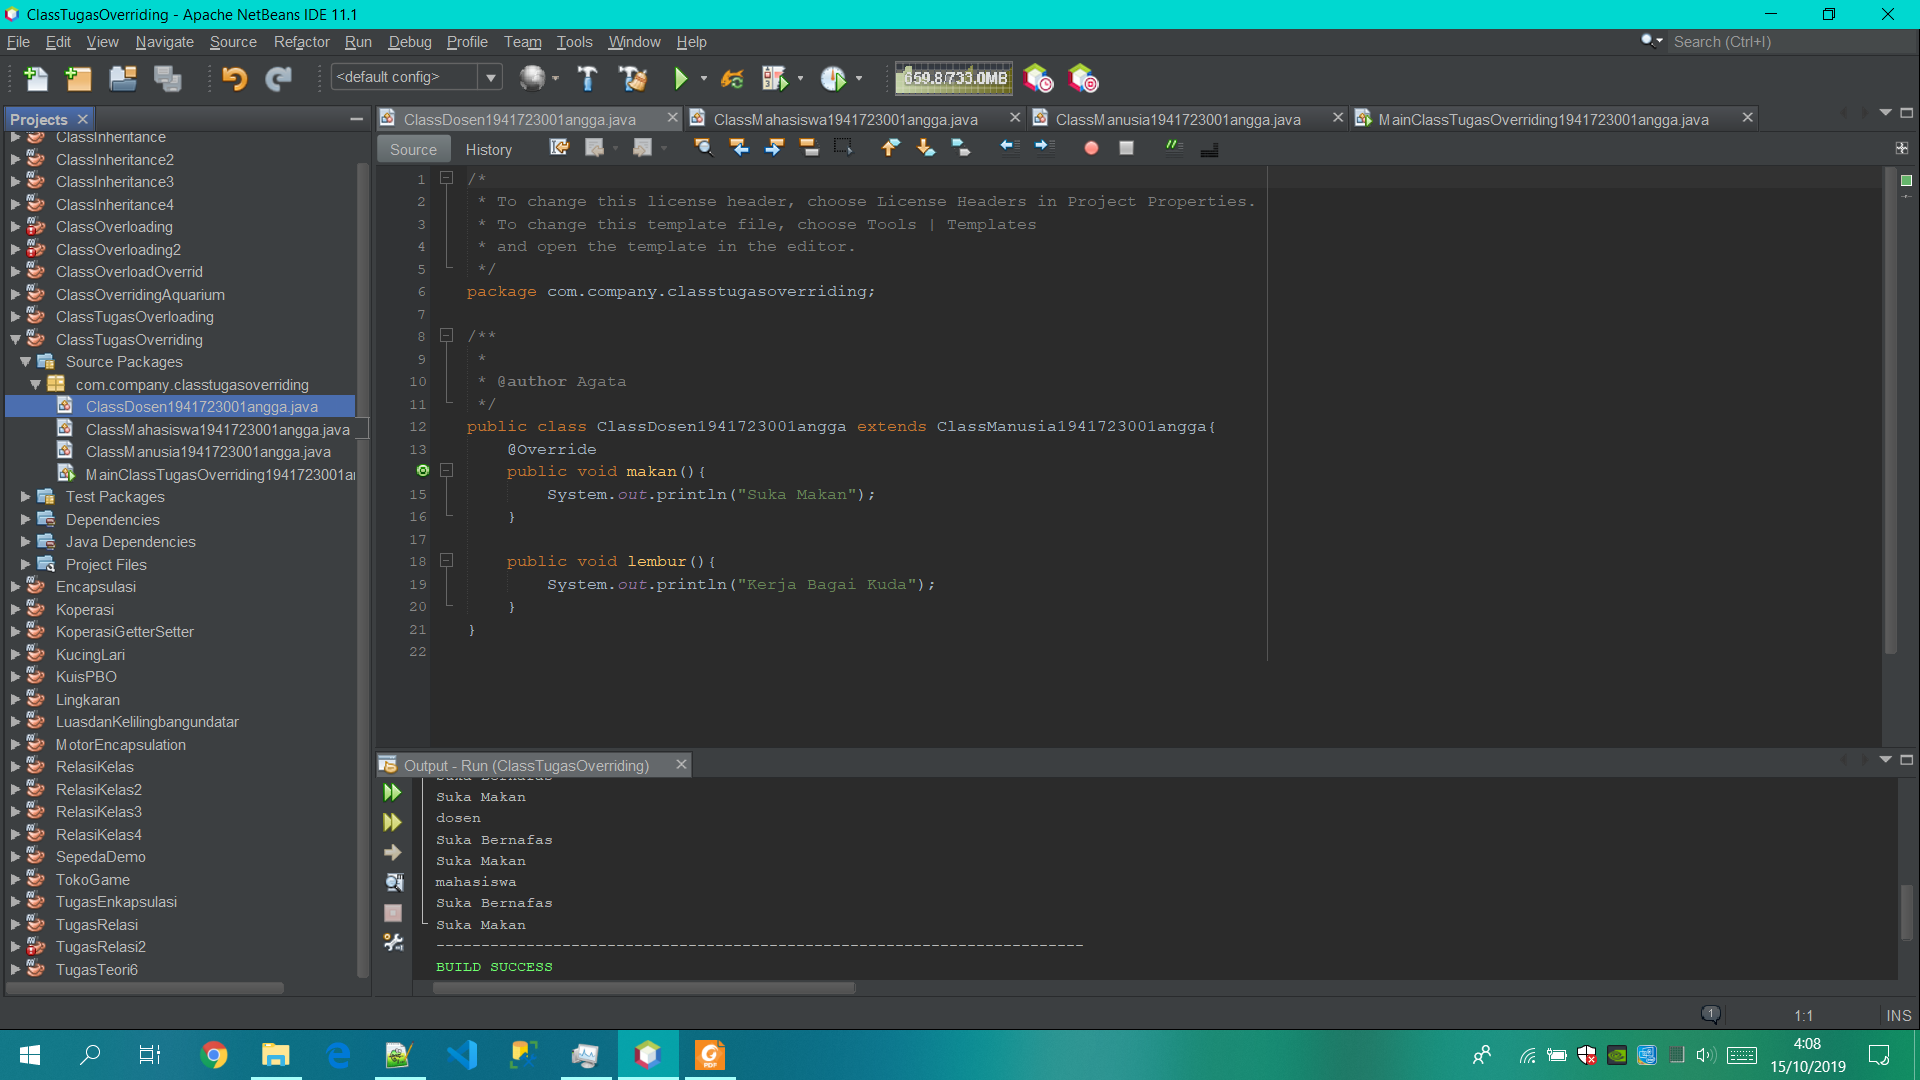 ClassTugasOverriding - Apache NetBeans IDE 11.1
File Edit View Navigate Source Refactor Run Debug Profile Team Tools Window Help
Search (Ctrl+I)
<default config>
659.8/733.0MB
Projects
ClassInheritance
ClassInheritance2
ClassInheritance3
ClassInheritance4
ClassOverloading
ClassOverloading2
ClassOverloadOverrid
ClassOverridingAquarium
ClassTugasOverloading
ClassTugasOverriding
Source Packages
com.company.classtugasoverriding
ClassDosen1941723001angga.java
ClassMahasiswa1941723001angga.java
ClassManusia1941723001angga.java
MainClassTugasOverriding1941723001a
Test Packages
Dependencies
Java Dependencies
Project Files
Encapsulasi
Koperasi
KoperasiGetterSetter
KucingLari
KuisPBO
Lingkaran
LuasdanKelilingbangundatar
MotorEncapsulation
RelasiKelas
RelasiKelas2
RelasiKelas3
RelasiKelas4
SepedaDemo
TokoGame
TugasEnkapsulasi
TugasRelasi
TugasRelasi2
TugasTeori6
ClassDosen1941723001angga.java ClassMahasiswa1941723001angga.java ClassManusia1941723001angga.java MainClassTugasOverriding1941723001angga.java
Source History
1 /*
2 * To change this license header, choose License Headers in Project Properties.
3 * To change this template file, choose Tools | Templates
4 * and open the template in the editor.
5 */
6 package com.company.classtugasoverriding;
7
8 /**
9 *
10 * @author Agata
11 */
12 public class ClassDosen1941723001angga extends ClassManusia1941723001angga{
13 @Override
public void makan(){
15 System.out.println("Suka Makan");
16 }
17
18 public void lembur(){
19 System.out.println("Kerja Bagai Kuda");
20 }
21 }
22
Output - Run (ClassTugasOverriding)
Suka Bernafas
Suka Makan
dosen
Suka Bernafas
Suka Makan
mahasiswa
Suka Bernafas
Suka Makan
------------------------------------------------------------------------
BUILD SUCCESS
1 1:1 INS
PDF
4:08
15/10/2019